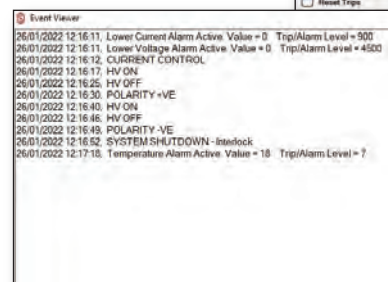 Reset Trips
Event Viewer
26/01/2022 12:16:11, Lower Current Alarm Active. Value = 0 Trip/Alarm Level = 900
26/01/2022 12:16:11, Lower Voltage Alarm Active. Value = 0 Trip/Alarm Level = 4500
26/01/2022 12:16:12, CURRENT CONTROL
26/01/2022 12:16:17, HV ON
26/01/2022 12:16:25, HV OFF
26/01/2022 12:16:30, POLARITY +VE
26/01/2022 12:16:40, HV ON
26/01/2022 12:16:46, HV OFF
26/01/2022 12:16:49, POLARITY -VE
26/01/2022 12:16:52, SYSTEM SHUTDOWN - Interlock
26/01/2022 12:17:18, Temperature Alarm Active. Value = 18 Trip/Alarm Level = ?